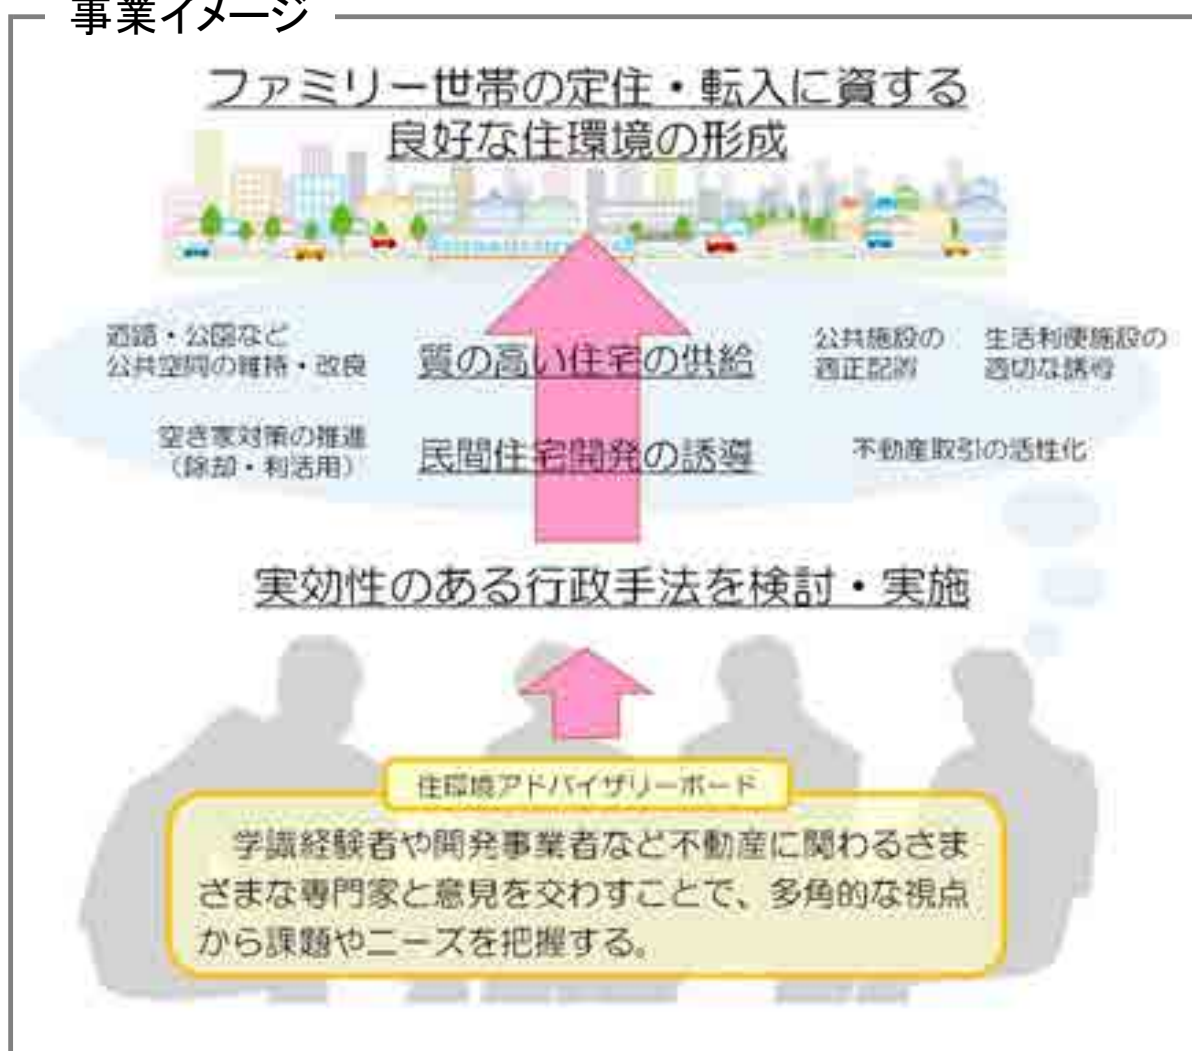 事業イメージ
ファミリー世帯の定住・転入に資する
良好な住環境の形成
道路・公園など
公共空間の維持・改良
質の高い住宅の供給
公共施設の
適正配置
生活利便施設の
適切な誘導
空き家対策の推進
（除却・利活用）
民間住宅開発の誘導
不動産取引の活性化
実効性のある行政手法を検討・実施
住環境アドバイザリーボード
学識経験者や開発事業者など不動産に関わるさま
ざまな専門家と意見を交わすことで、多角的な視点
から課題やニーズを把握する。